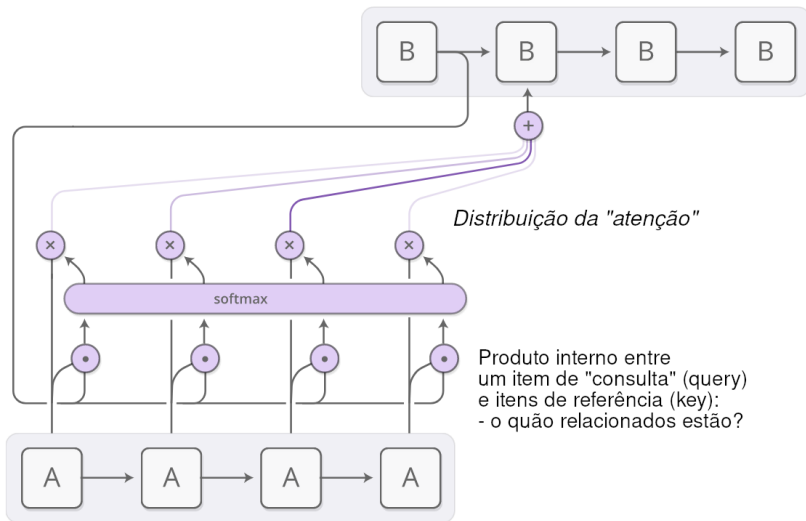 B B B B
+
Distribuição da "atenção"
× × × ×
softmax
• • • •
Produto interno entre
um item de "consulta" (query)
e itens de referência (key):
- o quão relacionados estão?
A A A A